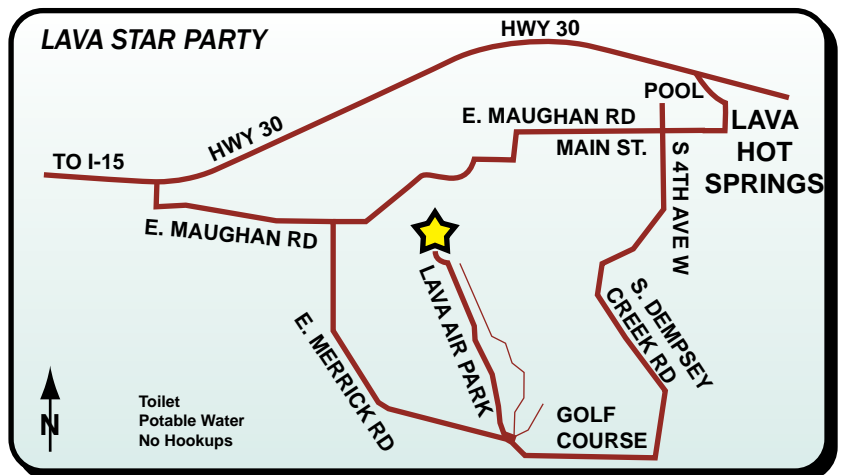 LAVA STAR PARTY
HWY 30
POOL
E. MAUGHAN RD
LAVA
HOT
SPRINGS
HWY 30
MAIN ST.
TO I-15
S 4TH AVE W
E. MAUGHAN RD
LAVA AIR PARK
S. DEMPSEY
CREEK RD
E. MERRICK RD
N
Toilet
Potable Water
No Hookups
GOLF
COURSE